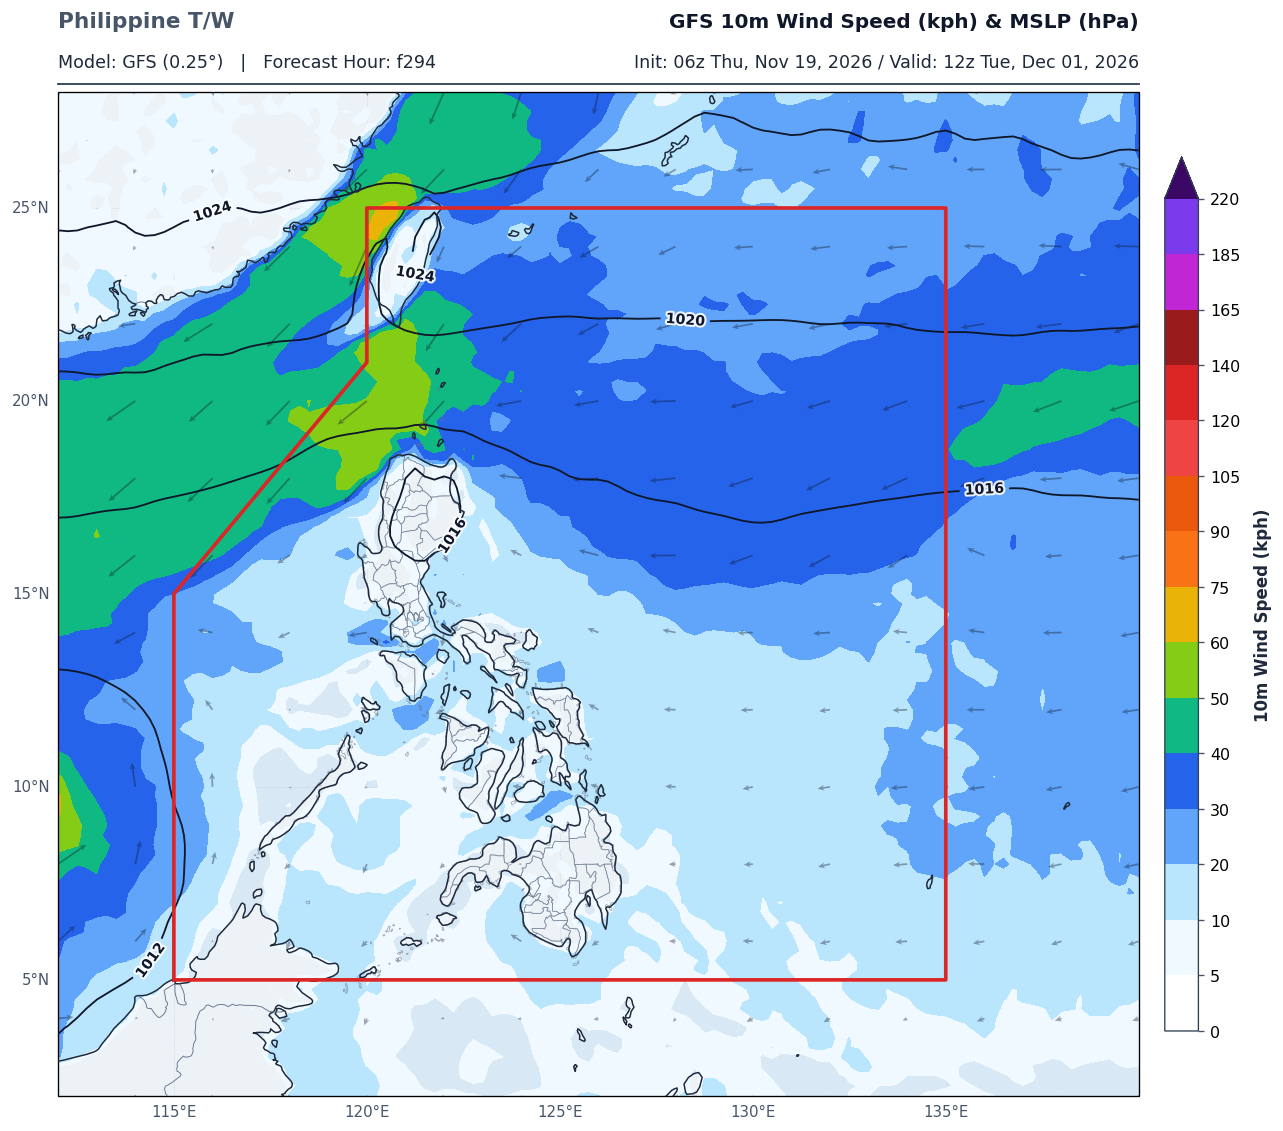 Philippine T/W
GFS 10m Wind Speed (kph) & MSLP (hPa)
Model: GFS (0.25°)   |   Forecast Hour: f294
Init: 06z Thu, Nov 19, 2026 / Valid: 12z Tue, Dec 01, 2026
1024
1024
1020
1016
1016
1012
25°N
20°N
15°N
10°N
5°N
115°E
120°E
125°E
130°E
135°E
220
185
165
140
120
105
90
75
60
50
40
30
20
10
5
0
10m Wind Speed (kph)